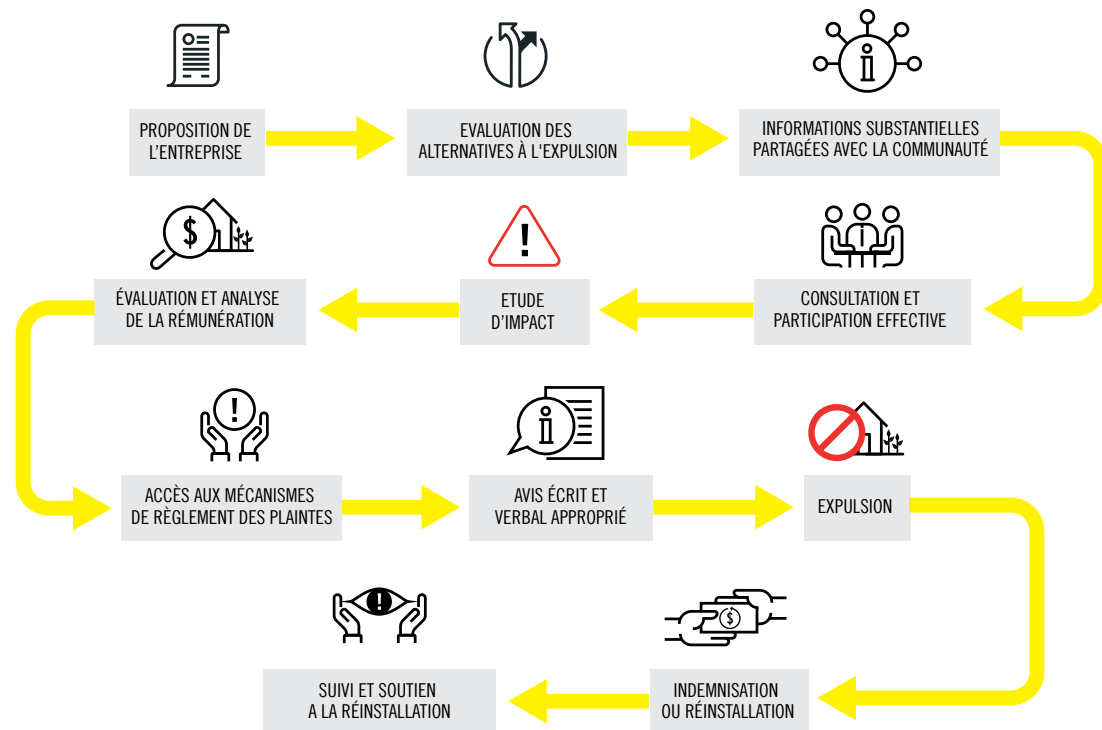 PROPOSITION DE
L'ENTREPRISE
EVALUATION DES
ALTERNATIVES À L'EXPULSION
INFORMATIONS SUBSTANTIELLES
PARTAGÉES AVEC LA COMMUNAUTÉ
CONSULTATION ET
PARTICIPATION EFFECTIVE
ETUDE
D'IMPACT
ÉVALUATION ET ANALYSE
DE LA RÉMUNÉRATION
ACCÈS AUX MÉCANISMES
DE RÈGLEMENT DES PLAINTES
AVIS ÉCRIT ET
VERBAL APPROPRIÉ
EXPULSION
INDEMNISATION
OU RÉINSTALLATION
SUIVI ET SOUTIEN
A LA RÉINSTALLATION